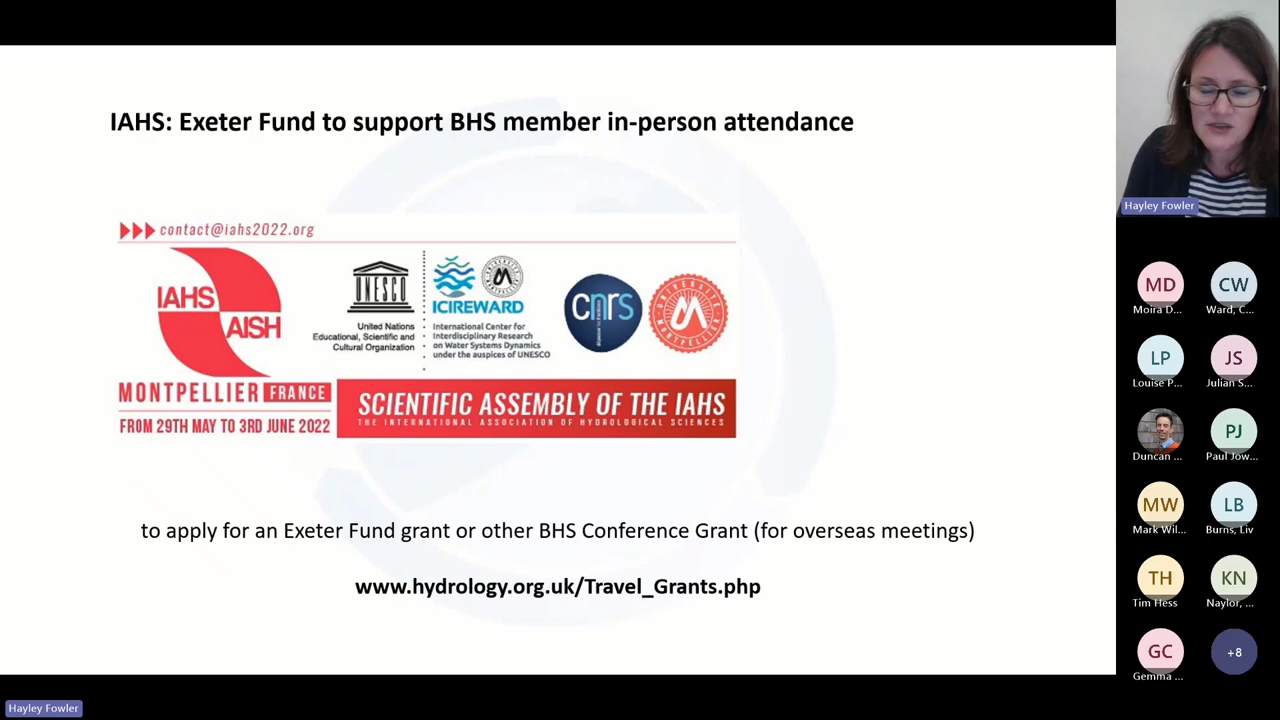 IAHS: Exeter Fund to support BHS member in-person attendance
contact@iahs2022.org
IAHS
AISH
UNESCO
United Nations
Educational, Scientific and
Cultural Organization
ICIREWARD
International Center for
Interdisciplinary Research
on Water Systems Dynamics
under the auspices of UNESCO
cnrs
UNIVERSITÉ
MONTPELLIER
MONTPELLIER FRANCE
FROM 29TH MAY TO 3RD JUNE 2022
SCIENTIFIC ASSEMBLY OF THE IAHS
THE INTERNATIONAL ASSOCIATION OF HYDROLOGICAL SCIENCES
to apply for an Exeter Fund grant or other BHS Conference Grant (for overseas meetings)
www.hydrology.org.uk/Travel_Grants.php
Hayley Fowler
MD
CW
Moira D...
Ward, C...
LP
JS
Louise P...
Julian S...
PJ
Duncan ...
Paul Jow...
MW
LB
Mark Wil...
Burns, Liv
TH
KN
Tim Hess
Naylor, ...
GC
+8
Gemma ...
Hayley Fowler